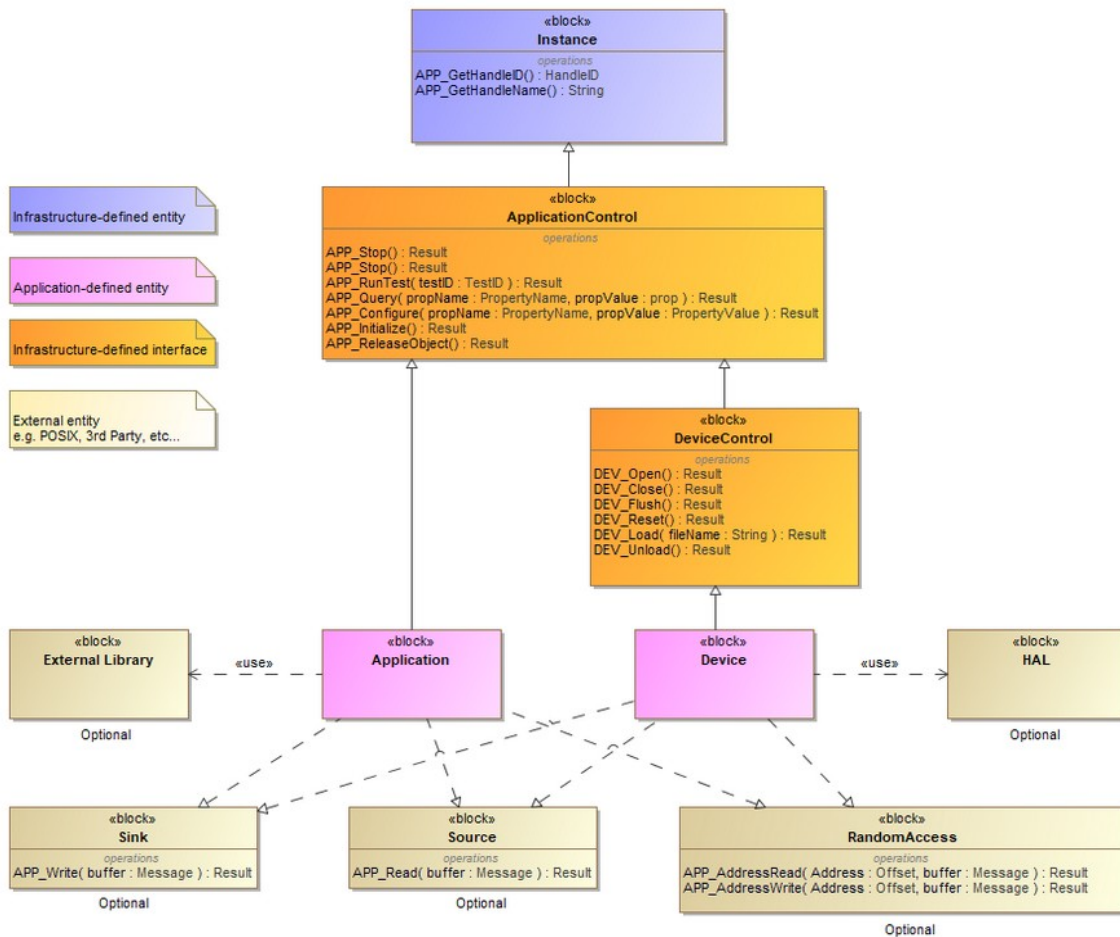 «block»
Instance
operations
APP_GetHandleID() : HandleID
APP_GetHandleName() : String
Infrastructure-defined entity
Application-defined entity
Infrastructure-defined interface
External entity
e.g. POSIX, 3rd Party, etc...
«block»
ApplicationControl
operations
APP_Stop() : Result
APP_Stop() : Result
APP_RunTest( testID : TestID ) : Result
APP_Query( propName : PropertyName, propValue : prop ) : Result
APP_Configure( propName : PropertyName, propValue : PropertyValue ) : Result
APP_Initialize() : Result
APP_ReleaseObject() : Result
«block»
DeviceControl
operations
DEV_Open() : Result
DEV_Close() : Result
DEV_Flush() : Result
DEV_Reset() : Result
DEV_Load( fileName : String ) : Result
DEV_Unload() : Result
«block»
External Library
Optional
«use»
«block»
Application
«block»
Device
«use»
«block»
HAL
Optional
«block»
Sink
operations
APP_Write( buffer : Message ) : Result
Optional
«block»
Source
operations
APP_Read( buffer : Message ) : Result
Optional
«block»
RandomAccess
operations
APP_AddressRead( Address : Offset, buffer : Message ) : Result
APP_AddressWrite( Address : Offset, buffer : Message ) : Result
Optional